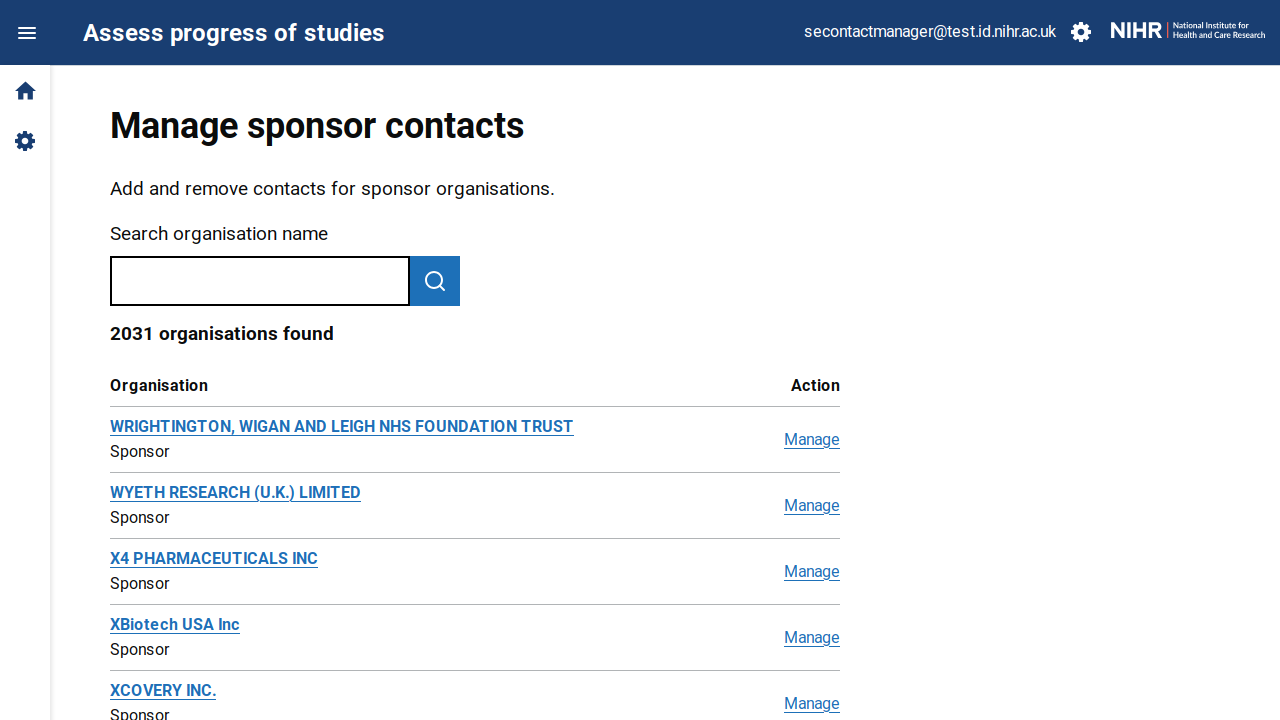 Assess progress of studies
secontactmanager@test.id.nihr.ac.uk
NIHR
National Institute for
Health and Care Research
Manage sponsor contacts
Add and remove contacts for sponsor organisations.
Search organisation name
2031 organisations found
Organisation Action
WRIGHTINGTON, WIGAN AND LEIGH NHS FOUNDATION TRUST
Sponsor
Manage
WYETH RESEARCH (U.K.) LIMITED
Sponsor
Manage
X4 PHARMACEUTICALS INC
Sponsor
Manage
XBiotech USA Inc
Sponsor
Manage
XCOVERY INC.
Sponsor
Manage